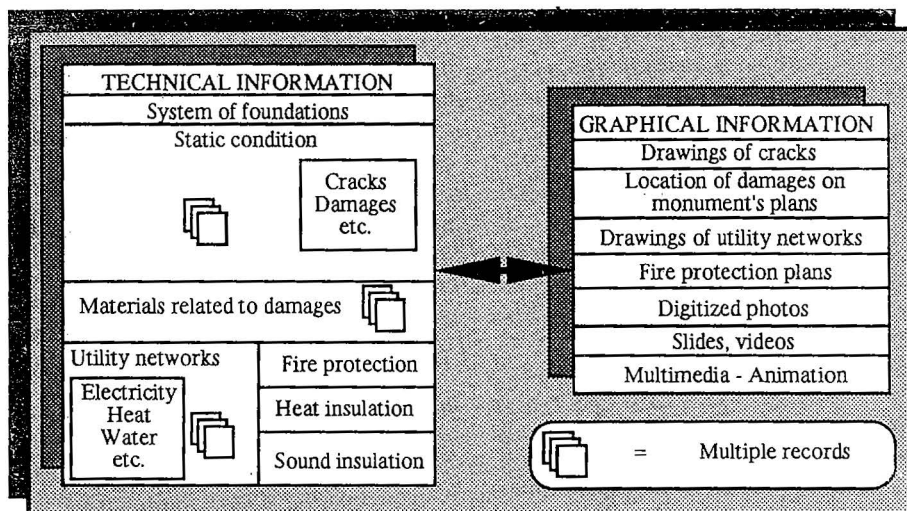 TECHNICAL INFORMATION
System of foundations
Static condition
Cracks
Damages
etc.
Materials related to damages
Utility networks
Electricity
Heat
Water
etc.
Fire protection
Heat insulation
Sound insulation
GRAPHICAL INFORMATION
Drawings of cracks
Location of damages on
monument's plans
Drawings of utility networks
Fire protection plans
Digitized photos
Slides, videos
Multimedia - Animation
= Multiple records